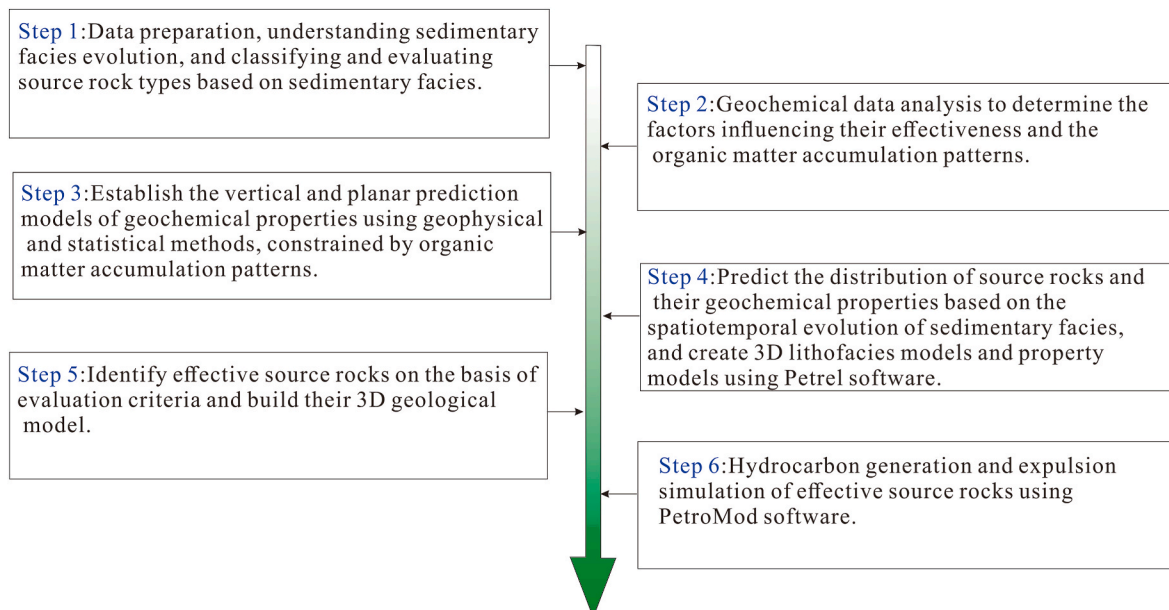 Step 1:Data preparation, understanding sedimentary
facies evolution, and classifying and evaluating
source rock types based on sedimentary facies.
Step 2:Geochemical data analysis to determine the
factors influencing their effectiveness and the
organic matter accumulation patterns.
Step 3:Establish the vertical and planar prediction
models of geochemical properties using geophysical
and statistical methods, constrained by organic
matter accumulation patterns.
Step 4:Predict the distribution of source rocks and
their geochemical properties based on the
spatiotemporal evolution of sedimentary facies,
and create 3D lithofacies models and property
models using Petrel software.
Step 5:Identify effective source rocks on the basis of
evaluation criteria and build their 3D geological
model.
Step 6:Hydrocarbon generation and expulsion
simulation of effective source rocks using
PetroMod software.